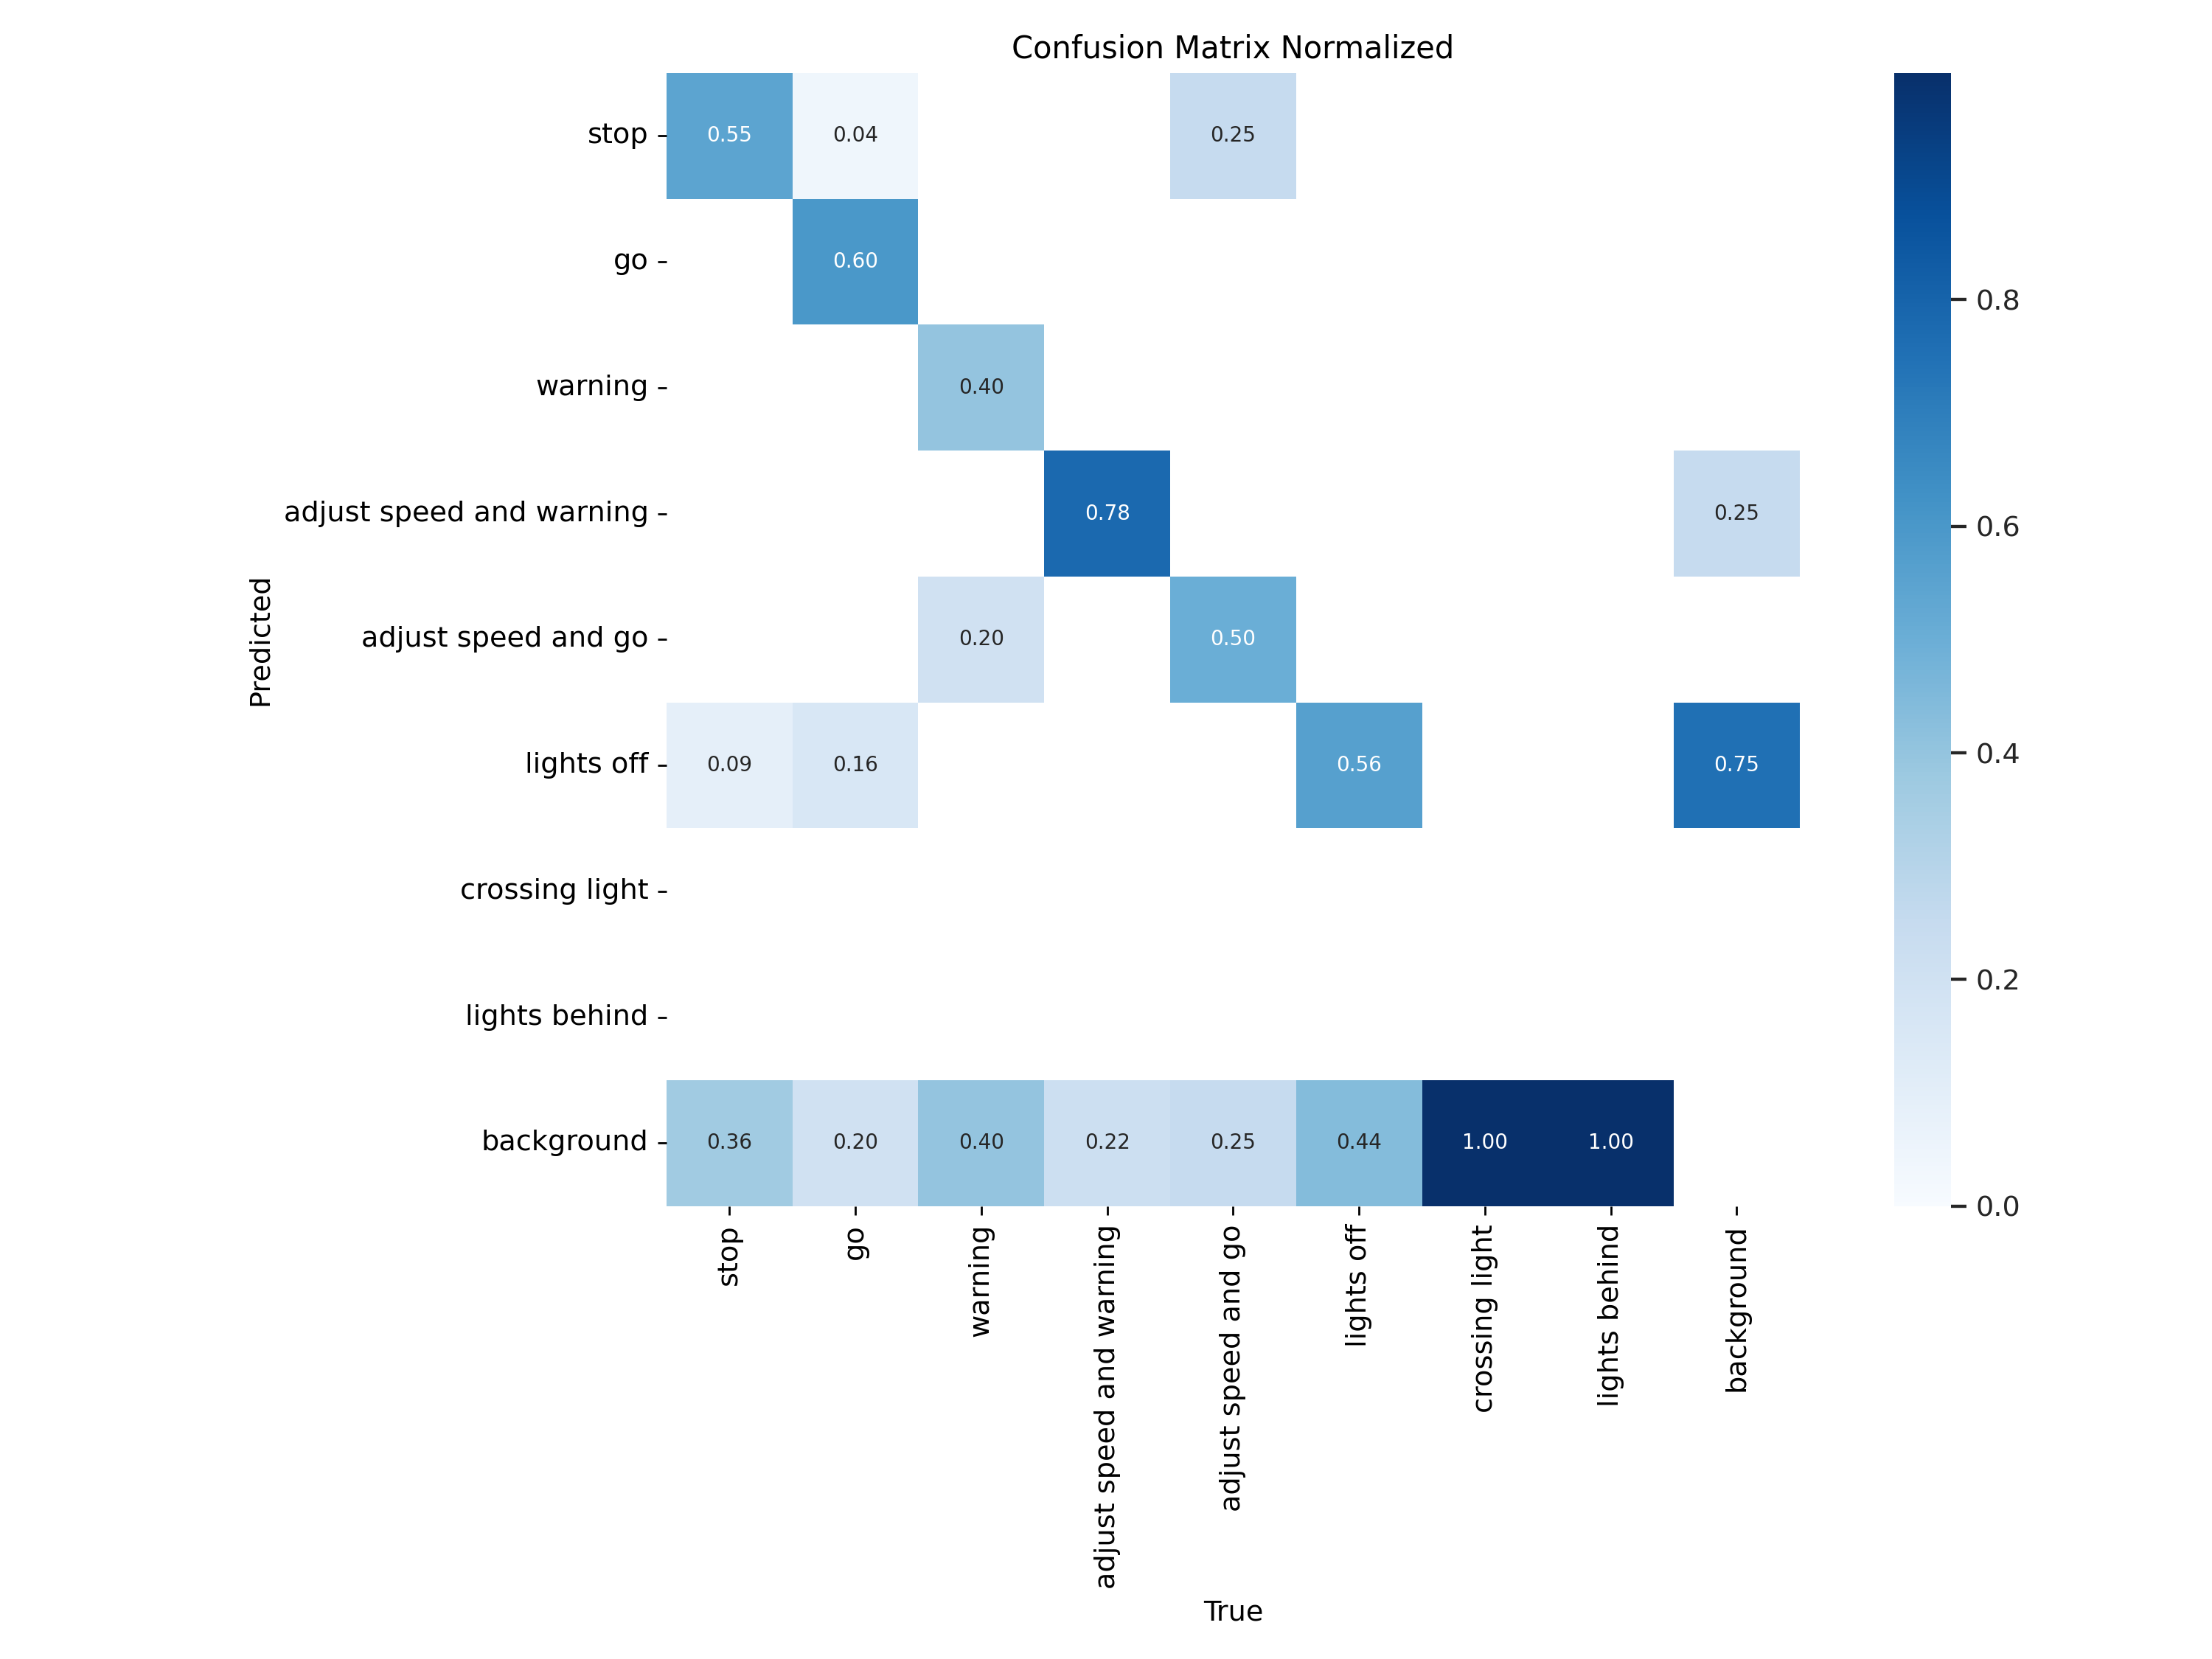 Confusion Matrix Normalized
stop 0.55 0.04 0.25
go 0.60
warning 0.40
adjust speed and warning 0.78 0.25
adjust speed and go 0.20 0.50
lights off 0.09 0.16 0.56 0.75
crossing light
lights behind
background 0.36 0.20 0.40 0.22 0.25 0.44 1.00 1.00
Predicted
stop
go
warning
adjust speed and warning
adjust speed and go
lights off
crossing light
lights behind
background
True
0.8
0.6
0.4
0.2
0.0